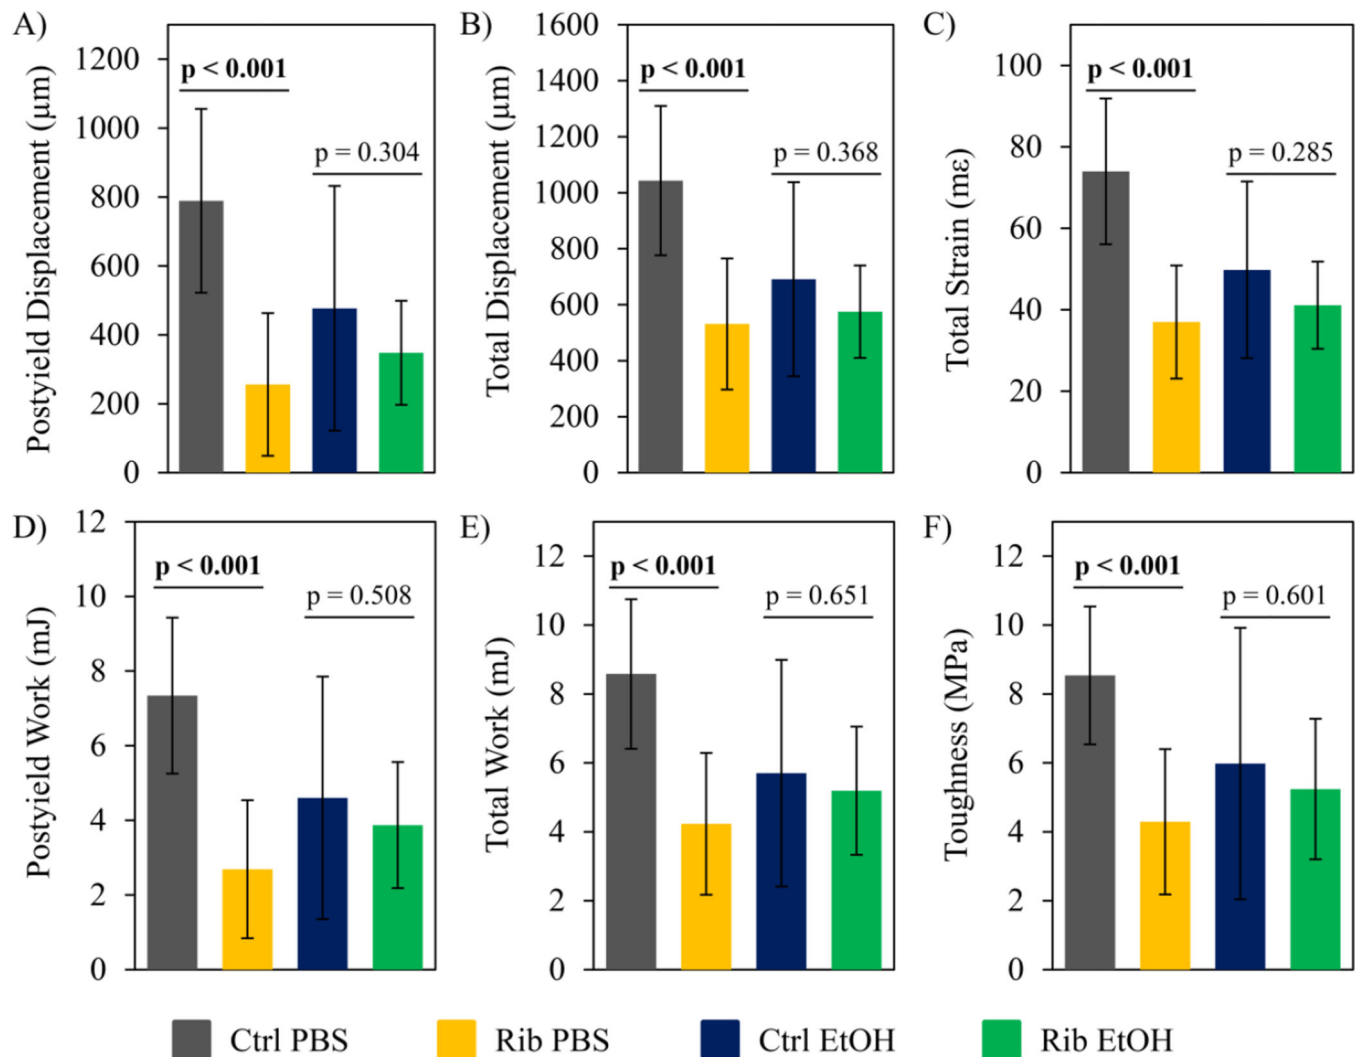 A)
Postyield Displacement (µm)
1200
1000
800
600
400
200
0
p < 0.001
p = 0.304
B)
Total Displacement (µm)
1600
1400
1200
1000
800
600
400
200
0
p < 0.001
p = 0.368
C)
Total Strain (mε)
100
80
60
40
20
0
p < 0.001
p = 0.285
D)
Postyield Work (mJ)
12
10
8
6
4
2
0
p < 0.001
p = 0.508
E)
Total Work (mJ)
12
10
8
6
4
2
0
p < 0.001
p = 0.651
F)
Toughness (MPa)
12
10
8
6
4
2
0
p < 0.001
p = 0.601
Ctrl PBS
Rib PBS
Ctrl EtOH
Rib EtOH